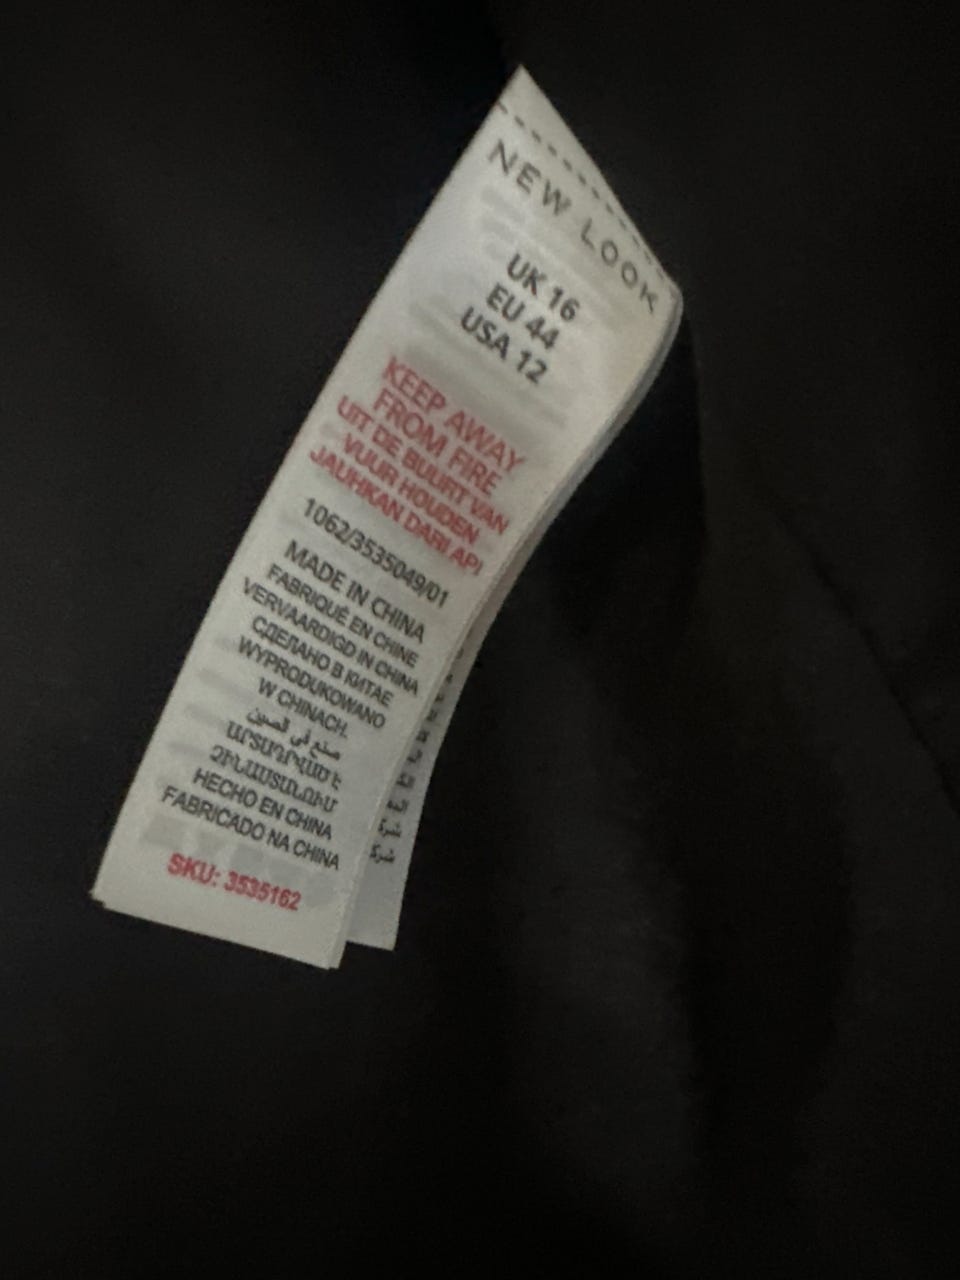 NEW LOOK
UK 16
EU 44
USA 12
KEEP AWAY
FROM FIRE
UIT DE BUURT VAN
VUUR HOUDEN
JAUHKAN DARI API
1062/3535049/01
MADE IN CHINA
FABRIQUÉ EN CHINE
VERVAARDIGD IN CHINA
СДЕЛАНО В КИТАЕ
WYPRODUKOWANO
W CHINACH.
صنع في الصين
ԱՐՏԱԴՐՎԱԾ Է
ՉԻՆԱՍՏԱՆՈՒՄ
HECHO EN CHINA
FABRICADO NA CHINA
SKU: 3535162